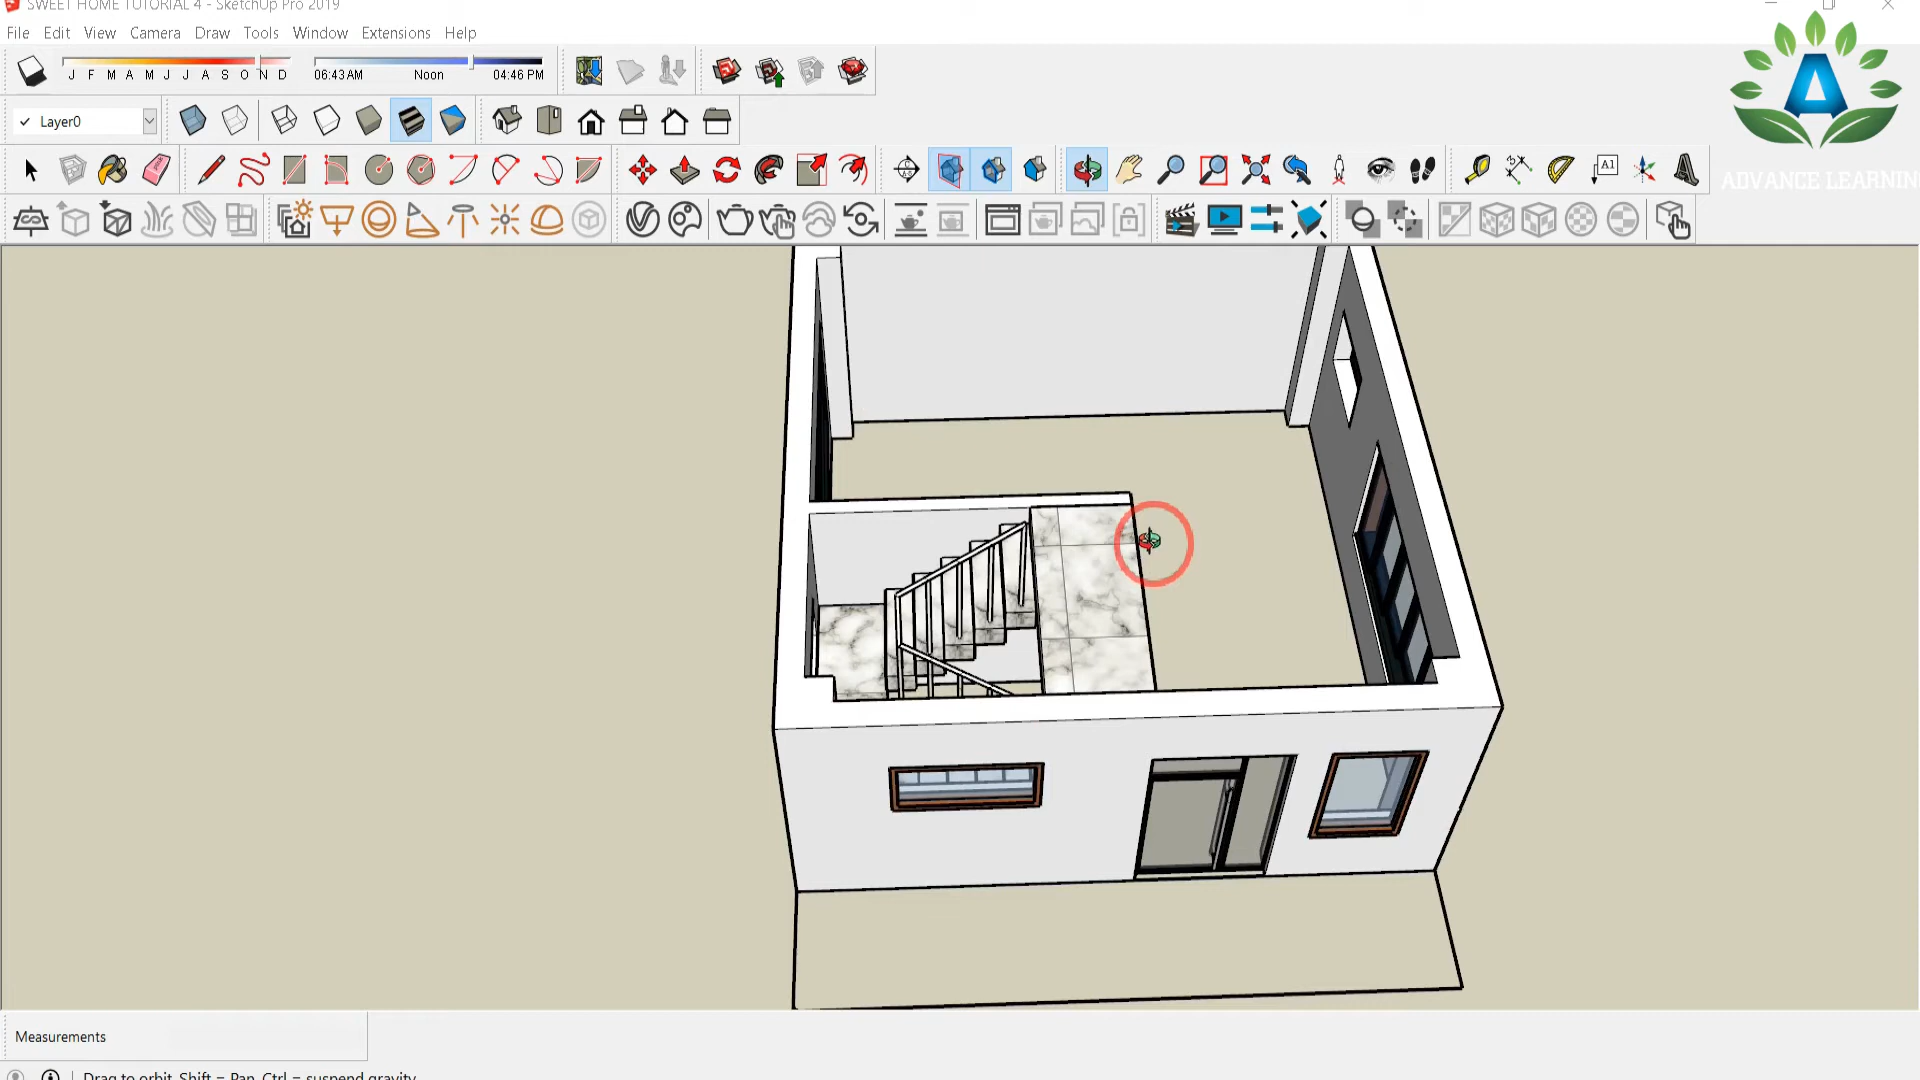 SWEET HOME TUTORIAL 4 - SketchUp Pro 2019
File Edit View Camera Draw Tools Window Extensions Help
J F M A M J J A S O N D
06:43 AM Noon 04:46 PM
Layer0
A1
A
ADVANCE LEARNIN
Measurements
Drag to orbit. Shift = Pan, Ctrl = suspend gravity